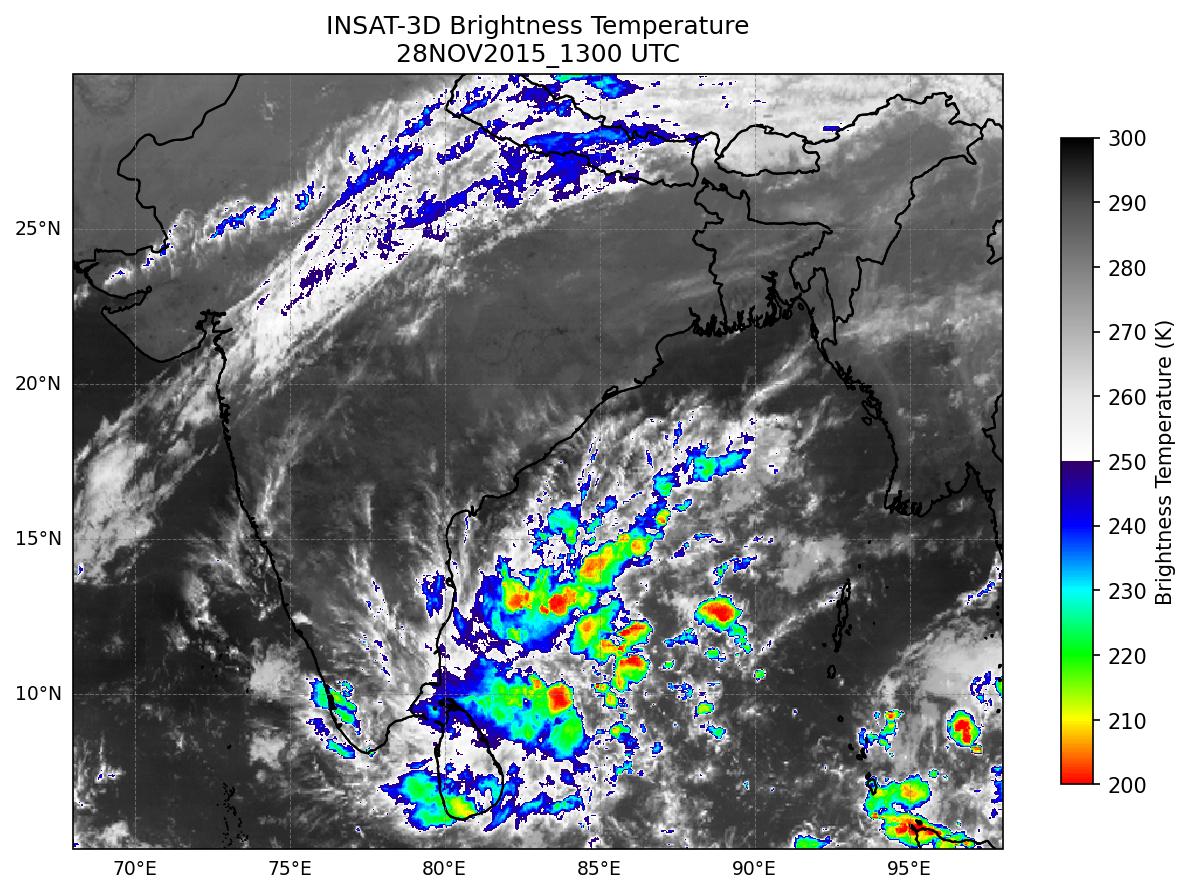 INSAT-3D Brightness Temperature
28NOV2015_1300 UTC
25°N
20°N
15°N
10°N
70°E
75°E
80°E
85°E
90°E
95°E
300
290
280
270
260
250
240
230
220
210
200
Brightness Temperature (K)